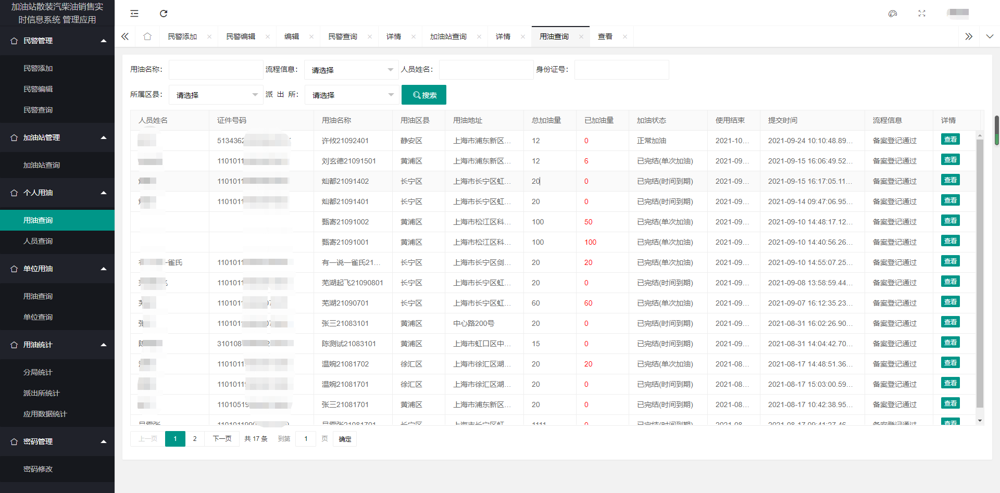 加油站散装汽柴油销售实
时信息系统 管理应用
民警管理
民警添加
民警编辑
民警查询
加油站管理
加油站查询
个人用油
用油查询
人员查询
单位用油
用油查询
单位查询
用油统计
分局统计
派出所统计
应用数据统计
密码管理
密码修改
民警添加 民警编辑 编辑 民警查询 详情 加油站查询 详情 用油查询 查看
用油名称: 流程信息: 请选择 人员姓名: 身份证号:
所属区县: 请选择 派 出 所: 请选择 搜索
人员姓名 证件号码 用油名称 用油区县 用油地址 总加油量 已加油量 加油状态 使用结束 提交时间 流程信息 详情
513436 许攸21092401 静安区 上海市浦东新区... 12 0 正常加油 2021-10... 2021-09-24 10:10:48.89... 备案登记通过 查看
110101 刘玄德21091501 黄浦区 上海市浦东新区... 12 6 已完结(单次加油) 2021-09... 2021-09-15 16:06:49.52... 备案登记通过 查看
110101 灿都21091402 长宁区 上海市长宁区虹... 20 0 已完结(时间到期) 2021-09... 2021-09-15 16:17:05.11... 备案登记通过 查看
110101 灿都21091401 长宁区 上海市长宁区虹... 20 0 已完结(时间到期) 2021-09... 2021-09-14 09:47:06.95... 备案登记通过 查看
甄寄21091002 黄浦区 上海市松江区科... 100 50 已完结(单次加油) 2021-09... 2021-09-10 14:48:17.12... 备案登记通过 查看
甄寄21091001 黄浦区 上海市松江区科... 100 100 已完结(单次加油) 2021-09... 2021-09-10 14:40:56.26... 备案登记通过 查看
雀氏 110101 有一说一雀氏21... 长宁区 上海市长宁区剑... 20 20 已完结(单次加油) 2021-09... 2021-09-10 14:55:07.25... 备案登记通过 查看
110101 芜湖起飞21090801 长宁区 上海市长宁区虹... 20 0 已完结(时间到期) 2021-09... 2021-09-08 13:58:59.44... 备案登记通过 查看
110101 芜湖21090701 长宁区 上海市长宁区虹... 60 60 已完结(单次加油) 2021-09... 2021-09-07 16:12:35.23... 备案登记通过 查看
张 110101 张三21083101 黄浦区 中心路200号 20 0 已完结(时间到期) 2021-09... 2021-08-31 16:02:26.90... 备案登记通过 查看
陈 310108 陈测试21083101 黄浦区 上海市虹口区中... 15 0 已完结(时间到期) 2021-09... 2021-08-31 14:04:42.70... 备案登记通过 查看
110101 温婉21081702 徐汇区 上海市徐汇区湖... 20 20 已完结(单次加油) 2021-08... 2021-08-17 14:48:51.36... 备案登记通过 查看
1101019 温婉21081701 徐汇区 上海市徐汇区湖... 20 0 已完结(时间到期) 2021-08... 2021-08-17 15:03:00.59... 备案登记通过 查看
11010519 张三21081701 黄浦区 上海市浦东新区... 20 0 已完结(时间到期) 2021-08... 2021-08-17 10:42:38.95... 备案登记通过 查看
长宁区 上海市长宁区虹... 1111 0 已完结(时间到期) 2021-08... 2021-08-17 09:41:27.46... 备案登记通过 查看
上一页 1 2 下一页 共 17 条 到第 1 页 确定